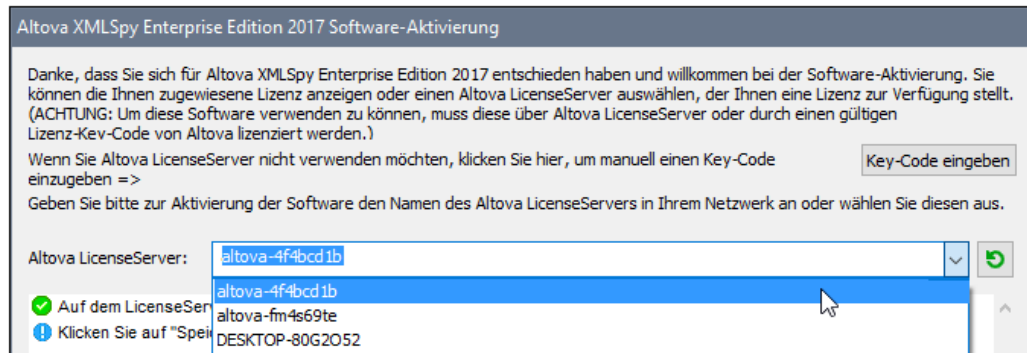 Altova XMLSpy Enterprise Edition 2017 Software-Aktivierung
Danke, dass Sie sich für Altova XMLSpy Enterprise Edition 2017 entschieden haben und willkommen bei der Software-Aktivierung. Sie
können die Ihnen zugewiesene Lizenz anzeigen oder einen Altova LicenseServer auswählen, der Ihnen eine Lizenz zur Verfügung stellt.
(ACHTUNG: Um diese Software verwenden zu können, muss diese über Altova LicenseServer oder durch einen gültigen
Lizenz-Key-Code von Altova lizenziert werden.)
Wenn Sie Altova LicenseServer nicht verwenden möchten, klicken Sie hier, um manuell einen Key-Code
einzugeben =>
Key-Code eingeben
Geben Sie bitte zur Aktivierung der Software den Namen des Altova LicenseServers in Ihrem Netzwerk an oder wählen Sie diesen aus.
Altova LicenseServer: altova-4f4bcd1b
altova-4f4bcd1b
altova-fm4s69te
DESKTOP-80G2O52
Auf dem LicenseSer
Klicken Sie auf "Spei